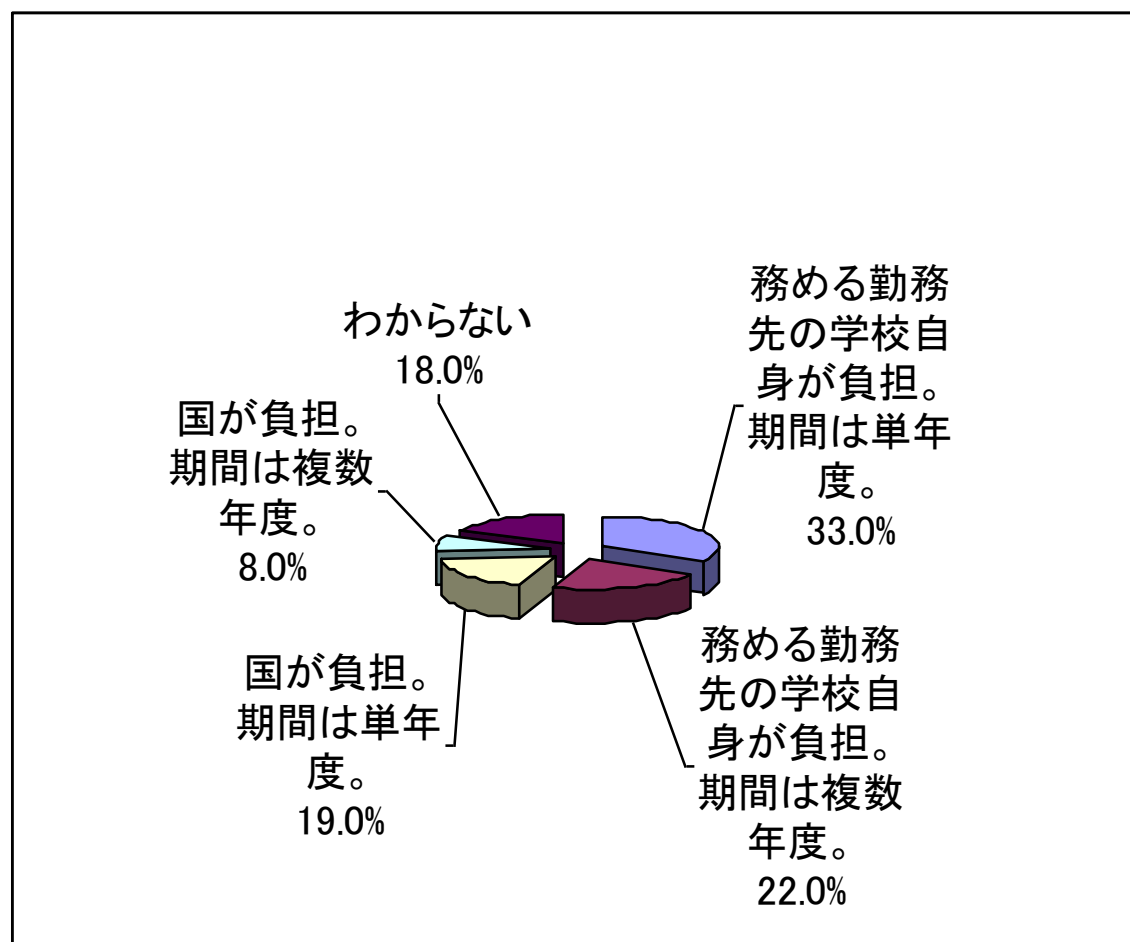 務める勤務
先の学校自
身が負担。
期間は単年
度。
33.0%
務める勤務
先の学校自
身が負担。
期間は複数
年度。
22.0%
国が負担。
期間は単年
度。
19.0%
国が負担。
期間は複数
年度。
8.0%
わからない
18.0%